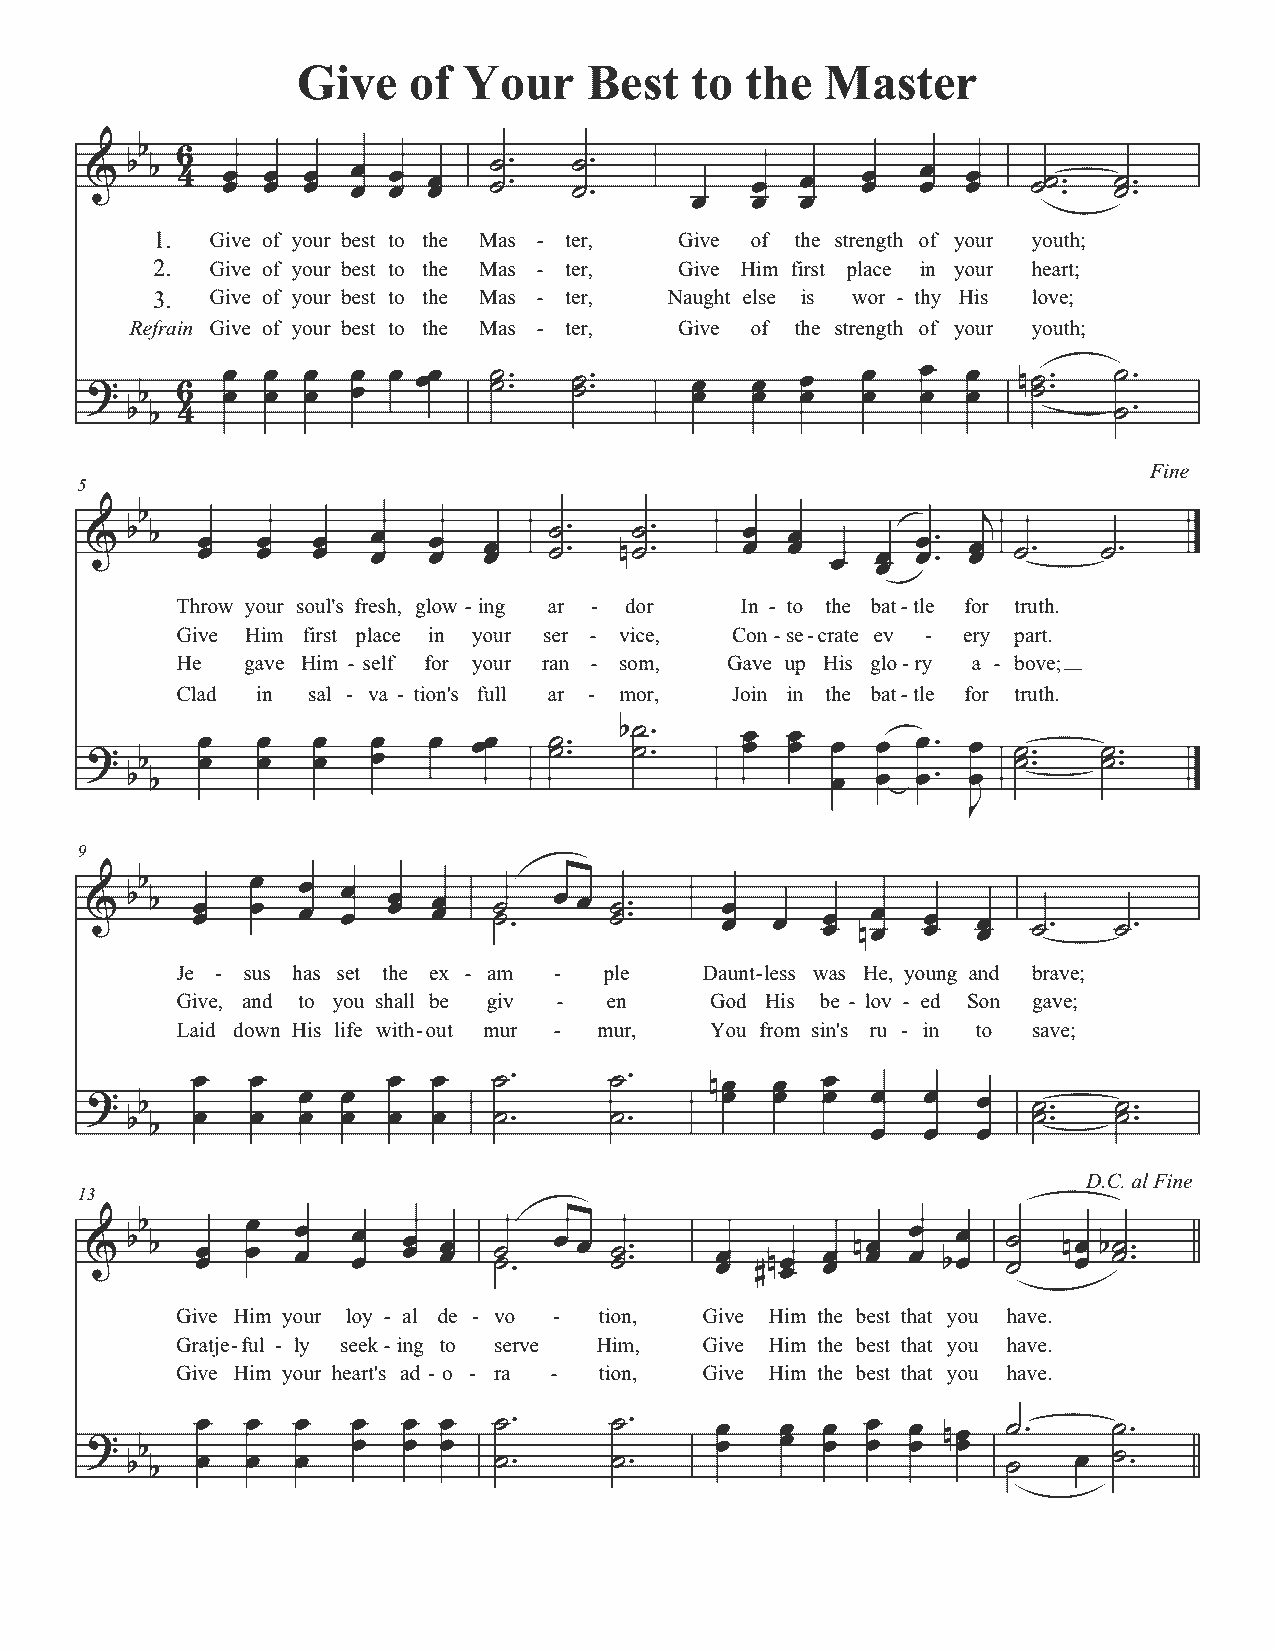 Give of Your Best to the Master
1. Give of your best to the Mas - ter, Give of the strength of your youth;
2. Give of your best to the Mas - ter, Give Him first place in your heart;
3. Give of your best to the Mas - ter, Naught else is wor - thy His love;
Refrain Give of your best to the Mas - ter, Give of the strength of your youth;
Fine
5
Throw your soul's fresh, glow - ing ar - dor In - to the bat - tle for truth.
Give Him first place in your ser - vice, Con - se - crate ev - ery part.
He gave Him - self for your ran - som, Gave up His glo - ry a - bove;
Clad in sal - va - tion's full ar - mor, Join in the bat - tle for truth.
9
Je - sus has set the ex - am - ple Daunt-less was He, young and brave;
Give, and to you shall be giv - en God His be - lov - ed Son gave;
Laid down His life with-out mur - mur, You from sin's ru - in to save;
D.C. al Fine
13
Give Him your loy - al de - vo - tion, Give Him the best that you have.
Gratje-ful - ly seek - ing to serve Him, Give Him the best that you have.
Give Him your heart's ad - o - ra - tion, Give Him the best that you have.